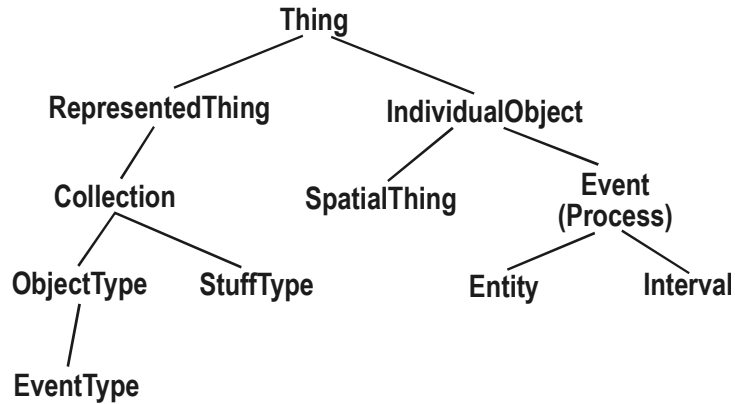 Thing
RepresentedThing
IndividualObject
Collection
SpatialThing
Event
(Process)
ObjectType
StuffType
Entity
Interval
EventType